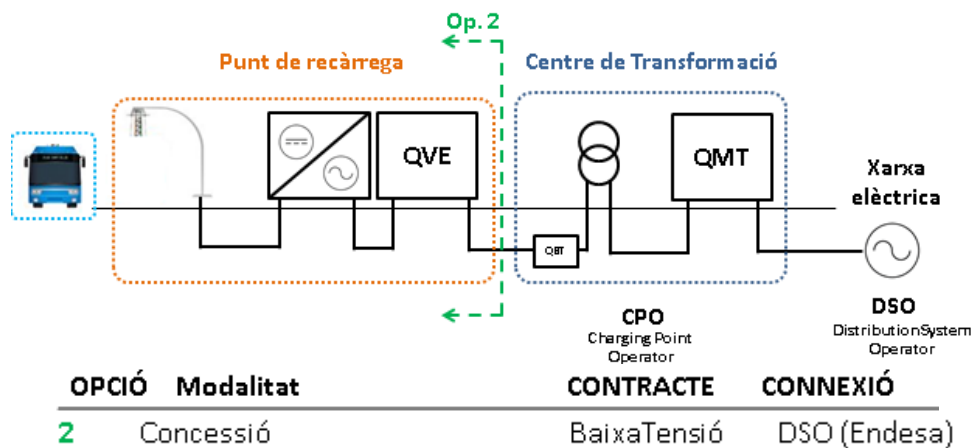 Op. 2
Punt de recàrrega
Centre de Transformació
QVE
QMT
QBT
Xarxa
elèctrica
CPO
Charging Point
Operator
DSO
DistributionSystem
Operator
OPCIÓ Modalitat CONTRACTE CONNEXIÓ
2 Concessió BaixaTensió DSO (Endesa)